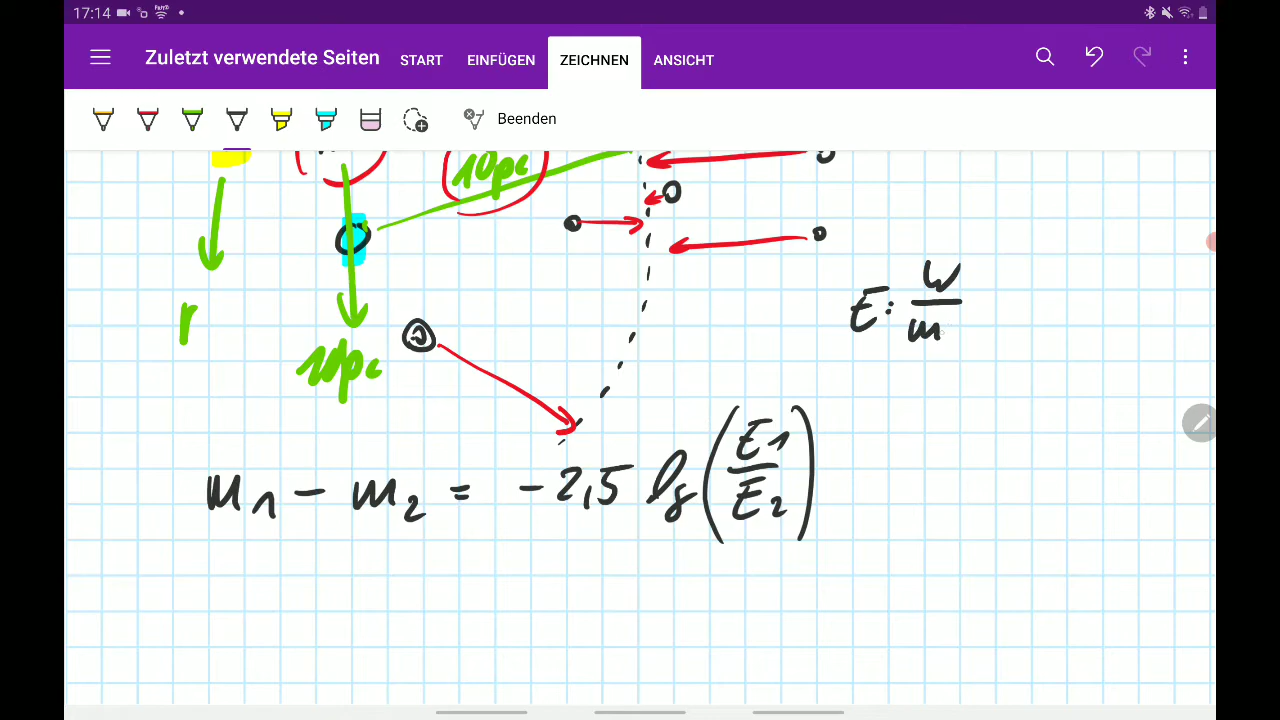 17:14
Zuletzt verwendete Seiten START EINFÜGEN ZEICHNEN ANSICHT
Beenden
10pc
r
10pc
E: W/m
m₁ - m₂ = -2,5 lg(E1/E₂)